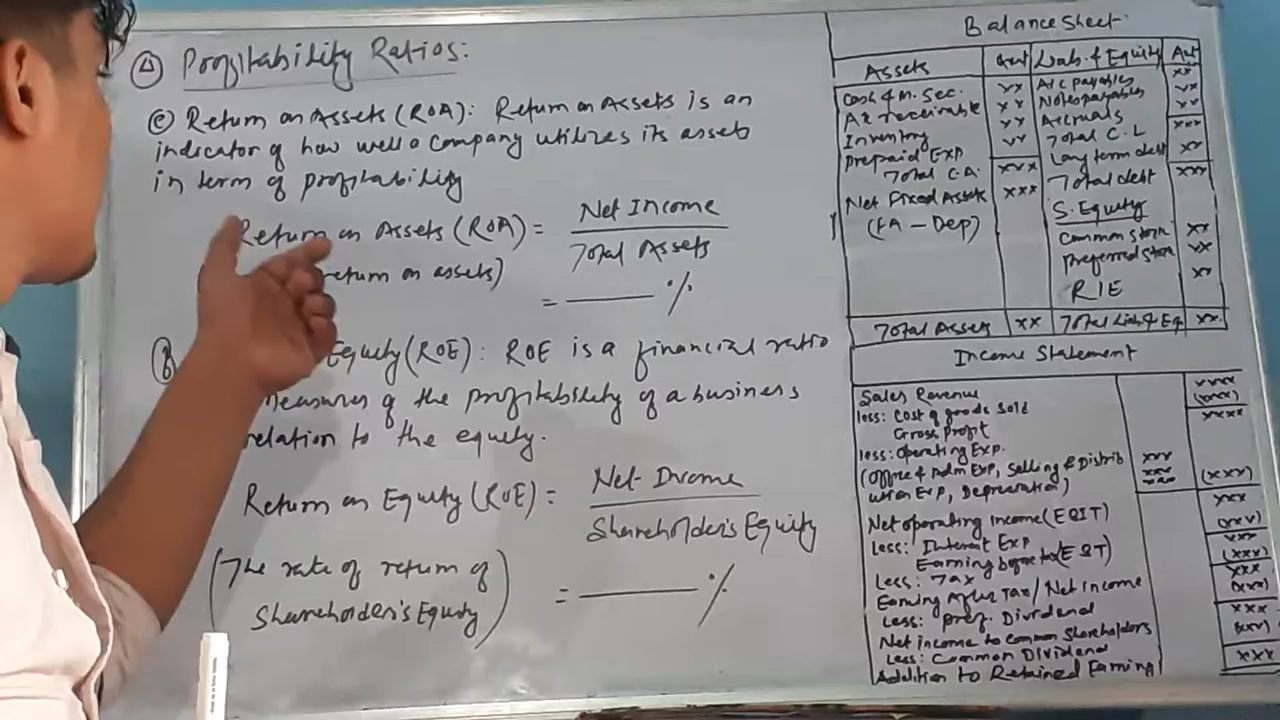 Δ Profitability Ratios:
© Return on Assets (ROA): Return on Assets is an
indicator of how well a company utilizes its assets
in term of profitability
Return on Assets (ROA) = Net Income
Total Assets
return on assets)
= %
Equity (ROE): ROE is a financial ratio
measures of the profitability of a business
relation to the equity.
Return on Equity (ROE) = Net Income
Shareholder's Equity
(The rate of return of
Shareholder's Equity)
= %
Balance Sheet
Assets Amt Liab. & Equity Amt
Cash & M. Sec. xx A/c payables xx
A/c receivable xx Notes payables xx
Inventory xx Accruals xx
Prepaid Exp xx Total C.L xxx
Total C.A. xxx Long term debt xx
Net Fixed Assets xxx Total debt xxx
(FA - Dep) S. Equity
Common stock xx
Preferred stock xx
R/E xx
Total Assets xx Total Liab & Eq xx
Income Statement
Sales Revenue xxxx
less: Cost of goods sold (xxx)
Gross Profit xxxx
less: Operating Exp.
(Office & Adm Exp, Selling & Distrib xxx
ution Exp, Depreciation) xxx (xxx)
Net operating income (EBIT) xxx
Less: Interest Exp (xxx)
Earning before tax (EBT) xxx
Less: Tax (xxx)
Earning After Tax / Net income xxx
Less: Pref. Dividend (xxx)
Net income to common shareholders xxx
Less: Common Dividend (xxx)
Addition to Retained Earning xxx